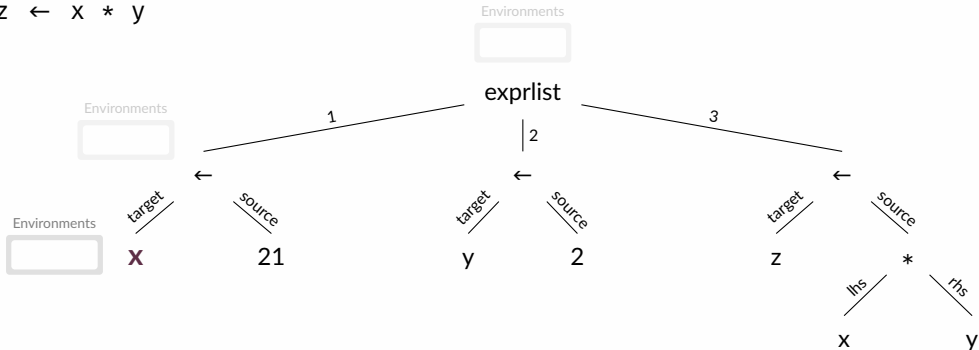 z ← x * y
Environments
exprlist
Environments
1
2
3
← ← ←
target source target source target source
Environments
x 21 y 2 z *
lhs rhs
x y